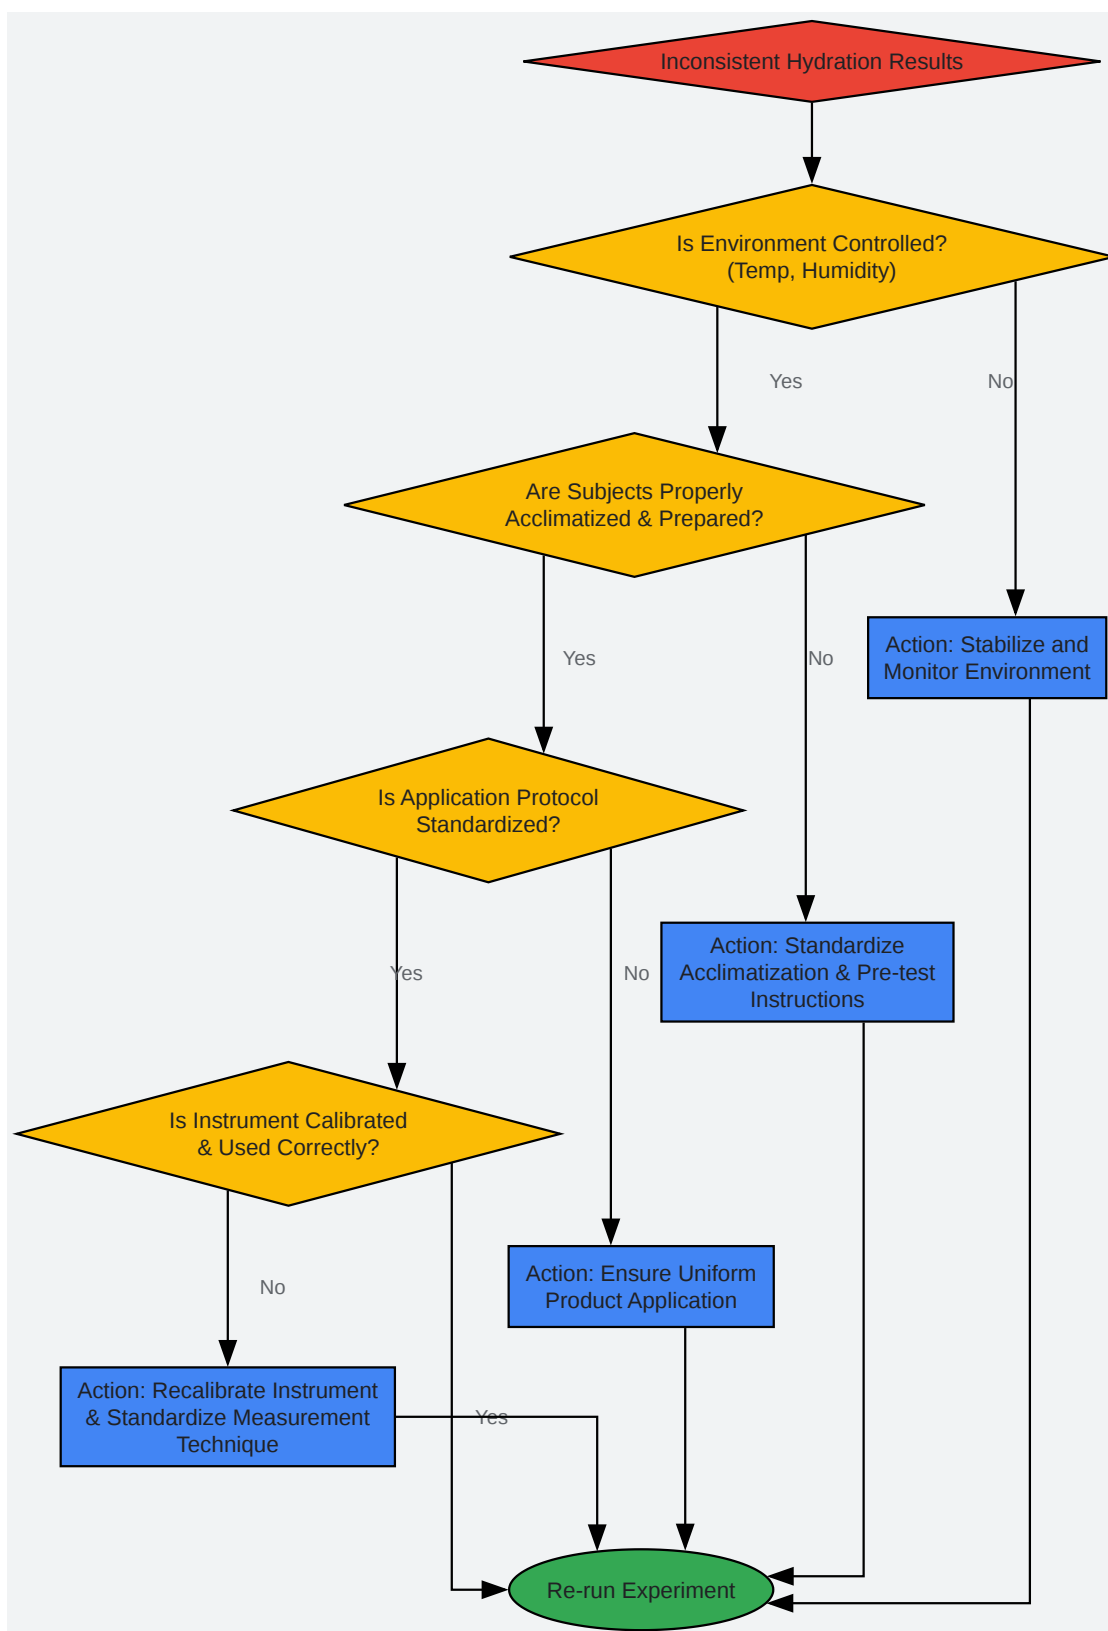 Inconsistent Hydration Results
Is Environment Controlled?
(Temp, Humidity)
Yes
No
Are Subjects Properly
Acclimatized & Prepared?
Yes
No
Action: Stabilize and
Monitor Environment
Is Application Protocol
Standardized?
Yes
No
Action: Standardize
Acclimatization & Pre-test
Instructions
Is Instrument Calibrated
& Used Correctly?
No
Action: Ensure Uniform
Product Application
Action: Recalibrate Instrument
& Standardize Measurement
Technique
Yes
Re-run Experiment